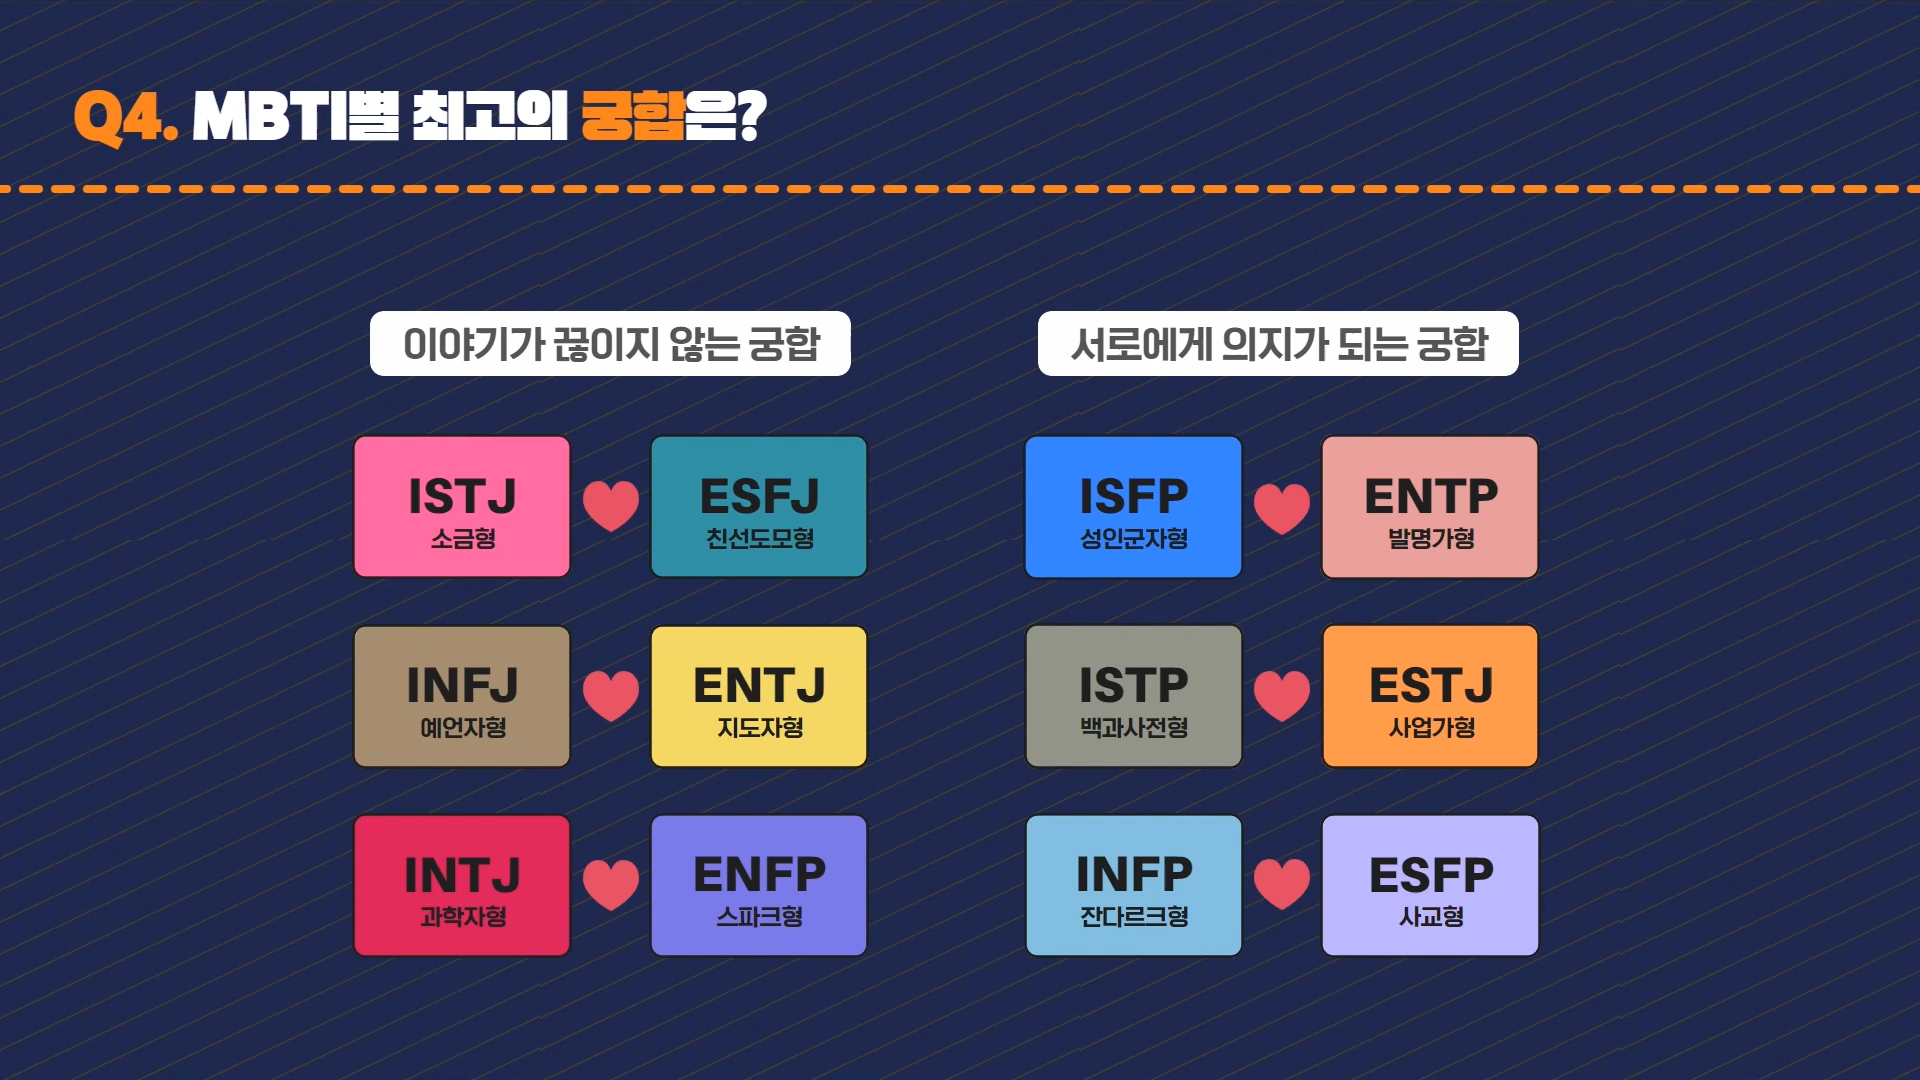 Q4. MBTI별 최고의 궁합은?
이야기가 끊이지 않는 궁합
ISTJ
소금형
ESFJ
친선도모형
INFJ
예언자형
ENTJ
지도자형
INTJ
과학자형
ENFP
스파크형
서로에게 의지가 되는 궁합
ISFP
성인군자형
ENTP
발명가형
ISTP
백과사전형
ESTJ
사업가형
INFP
잔다르크형
ESFP
사교형